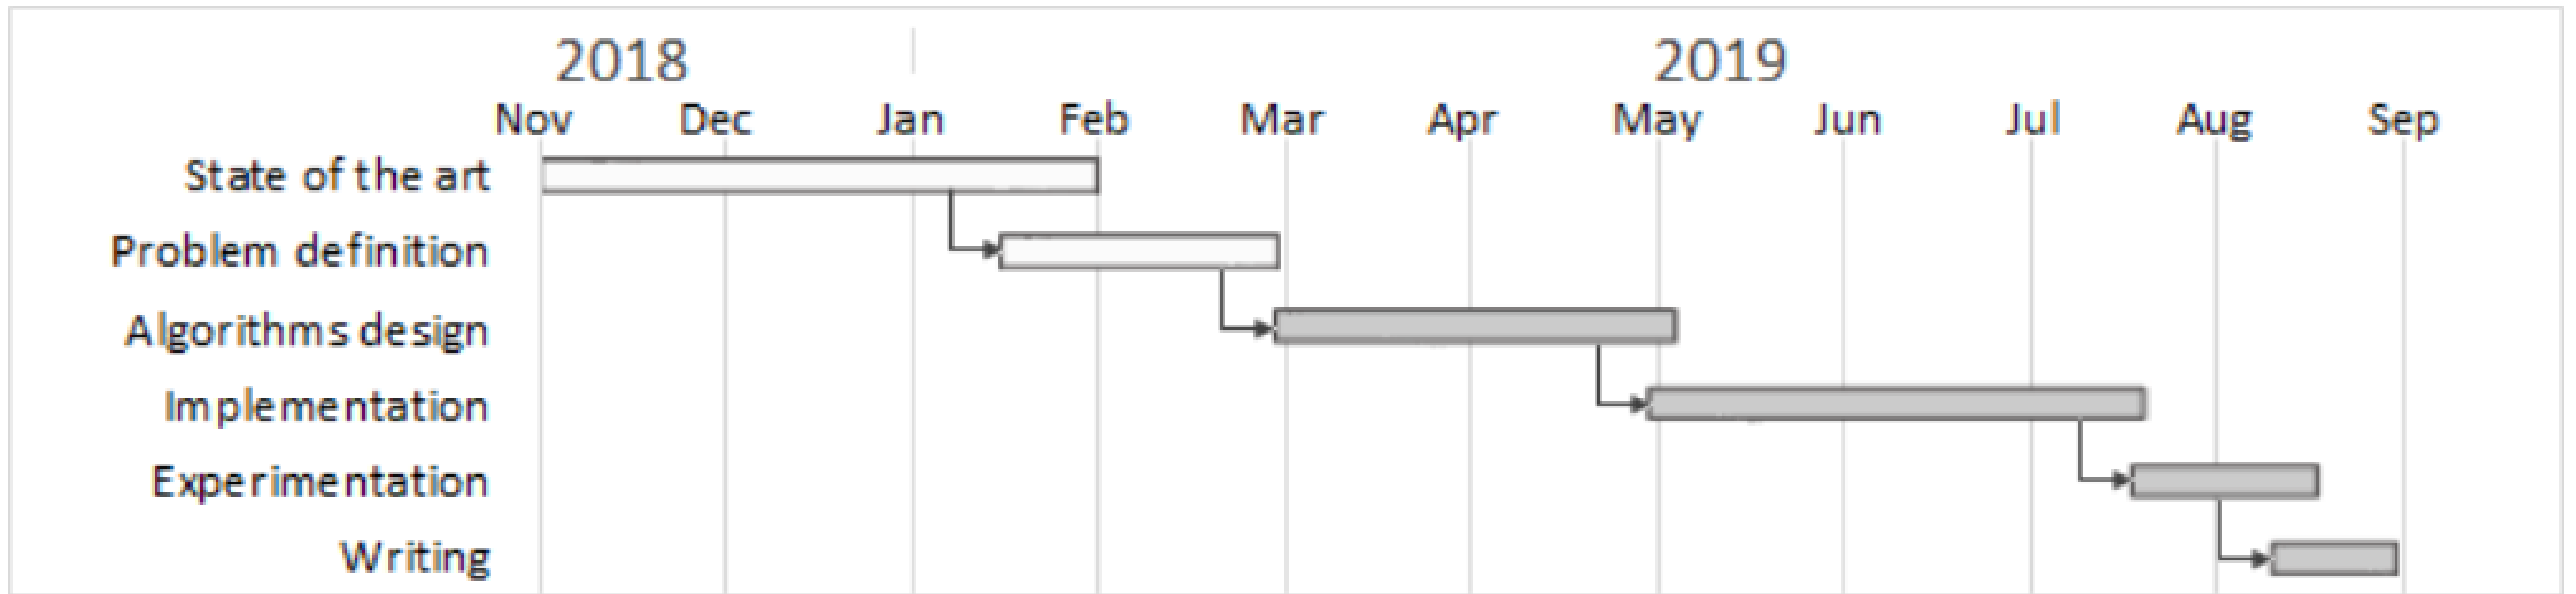 2018 2019
Nov Dec Jan Feb Mar Apr May Jun Jul Aug Sep
State of the art
Problem definition
Algorithms design
Implementation
Experimentation
Writing